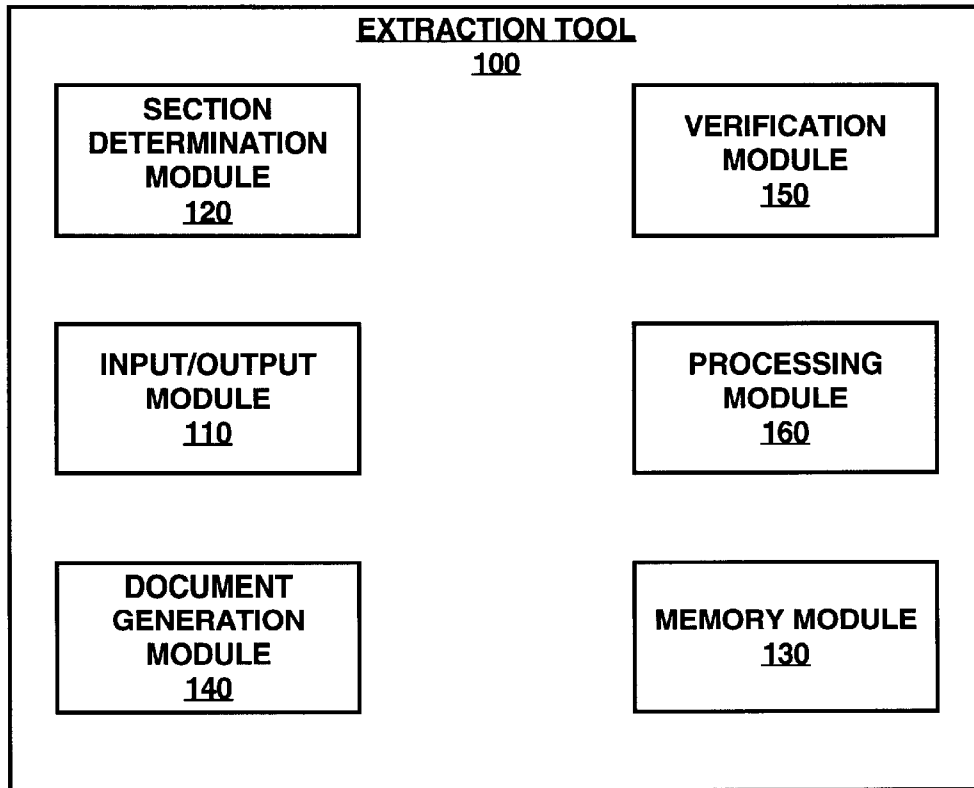 EXTRACTION TOOL
100
SECTION
DETERMINATION
MODULE
120
VERIFICATION
MODULE
150
INPUT/OUTPUT
MODULE
110
PROCESSING
MODULE
160
DOCUMENT
GENERATION
MODULE
140
MEMORY MODULE
130